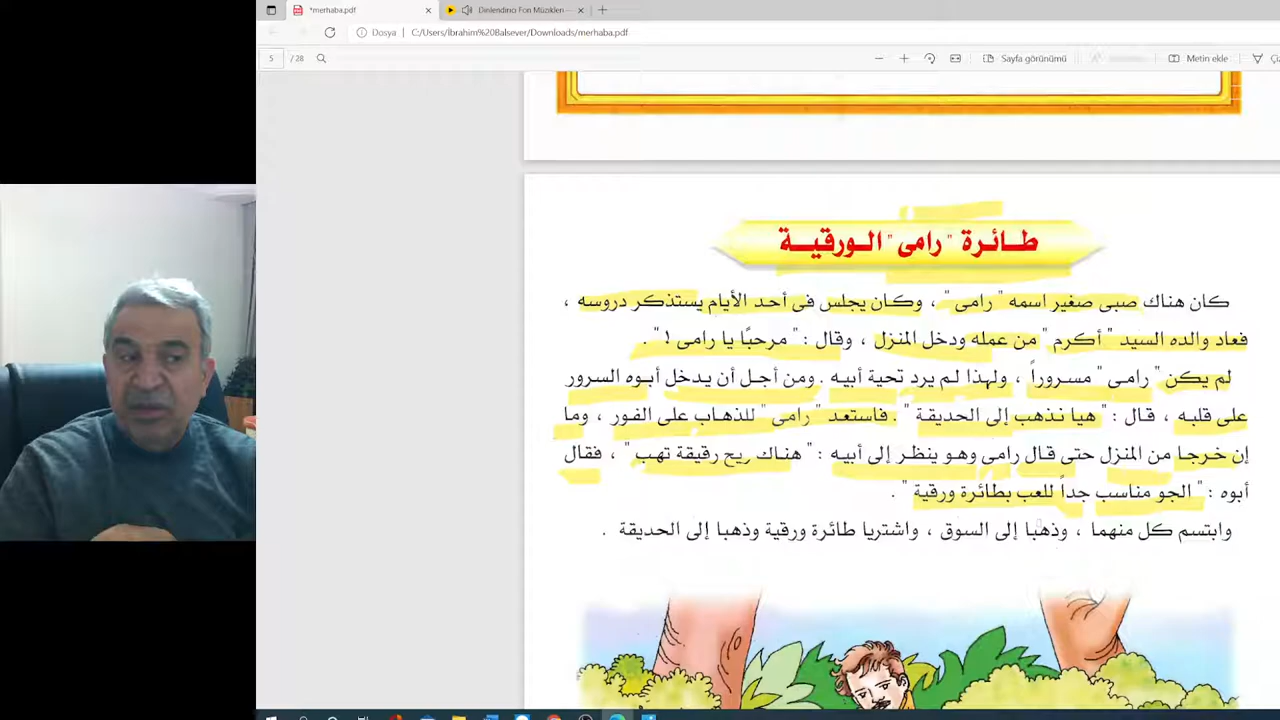 *merhaba.pdf
Dinlendirici Fon Müzikleri –
Dosya
C:/Users/İbrahim%20Balsever/Downloads/merhaba.pdf
5 / 28
Sayfa görünümü
Metin ekle
طائرة "رامى" الورقية
كان هناك صبى صغير اسمه " رامى " ، وكان يجلس فى أحد الأيام يستذكر دروسه ،
فعاد والده السيد " أكرم " من عمله ودخل المنزل ، وقال : " مرحبًا يا رامى ! " .
لم يكن " رامى " مسروراً ، ولهذا لم يرد تحية أبيه . ومن أجل أن يدخل أبوه السرور
على قلبه ، قال : " هيا نذهب إلى الحديقة " . فاستعد " رامى " للذهاب على الفور ، وما
إن خرجا من المنزل حتى قال رامى وهو ينظر إلى أبيه : " هناك ريح رقيقة تهب " ، فقال
أبوه : " الجو مناسب جداً للعب بطائرة ورقية " .
وابتسم كل منهما ، وذهبا إلى السوق ، واشتريا طائرة ورقية وذهبا إلى الحديقة .